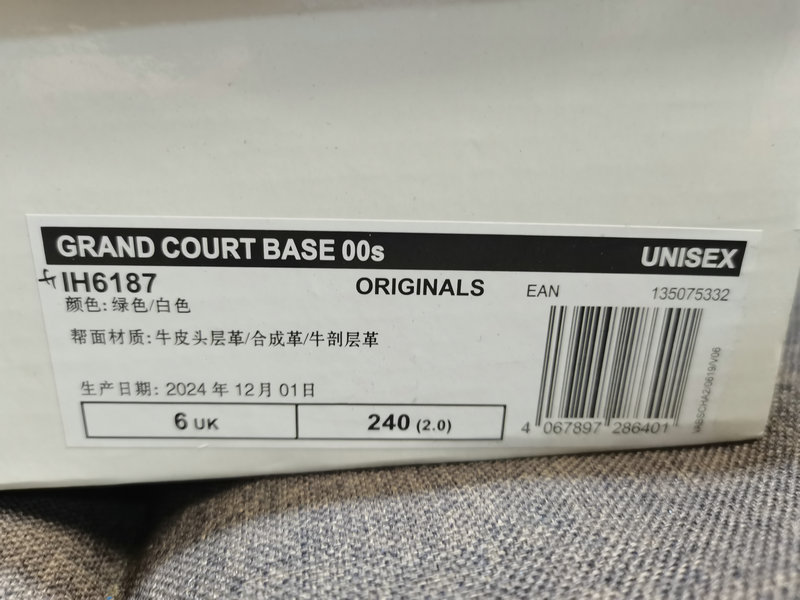 GRAND COURT BASE 00s
UNISEX
IH6187
ORIGINALS
EAN
135075332
颜色: 绿色/白色
帮面材质: 牛皮头层革/合成革/牛剖层革
生产日期: 2024 年 12 月 01日
6 UK
240 (2.0)
4 067897 286401